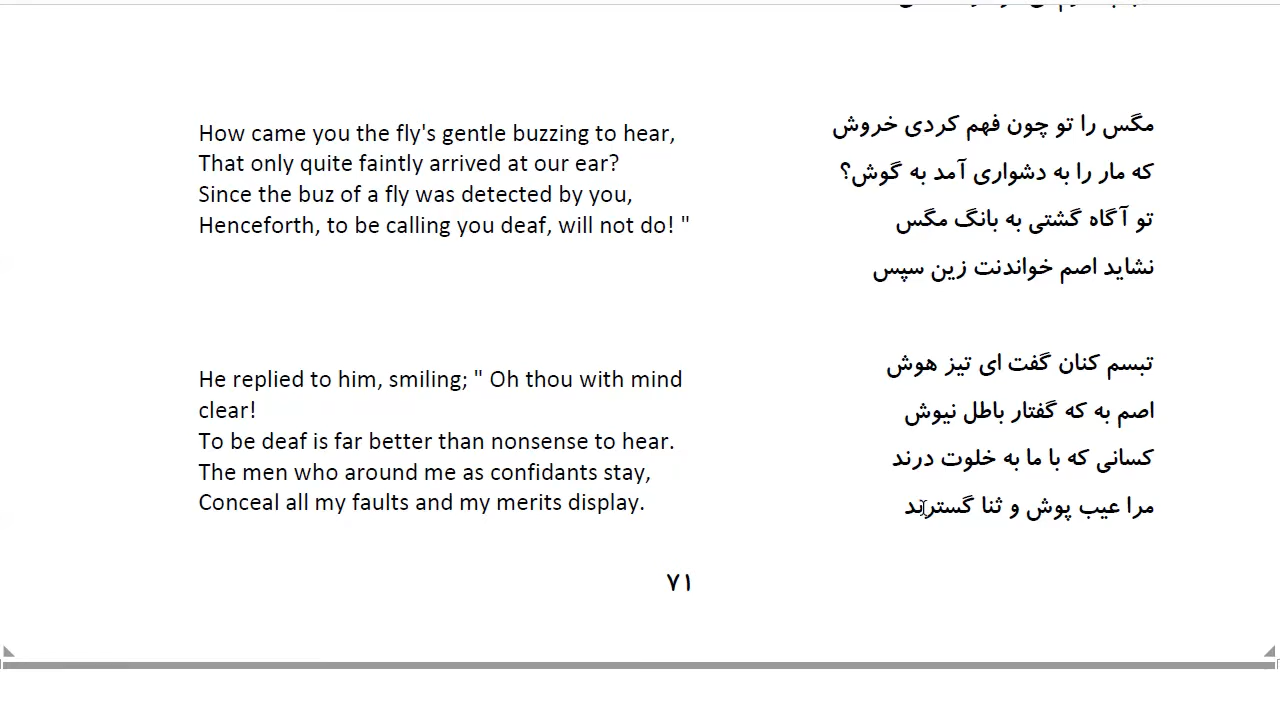 How came you the fly's gentle buzzing to hear,
That only quite faintly arrived at our ear?
Since the buz of a fly was detected by you,
Henceforth, to be calling you deaf, will not do! "
مگس را تو چون فهم کردی خروش
که مار را به دشواری آمد به گوش؟
تو آگاه گشتی به بانگ مگس
نشاید اصم خواندنت زین سپس
He replied to him, smiling; " Oh thou with mind
clear!
To be deaf is far better than nonsense to hear.
The men who around me as confidants stay,
Conceal all my faults and my merits display.
تبسم کنان گفت ای تیز هوش
اصم به که گفتار باطل نیوش
کسانی که با ما به خلوت درند
مرا عیب پوش و ثنا گسترند
۷۱